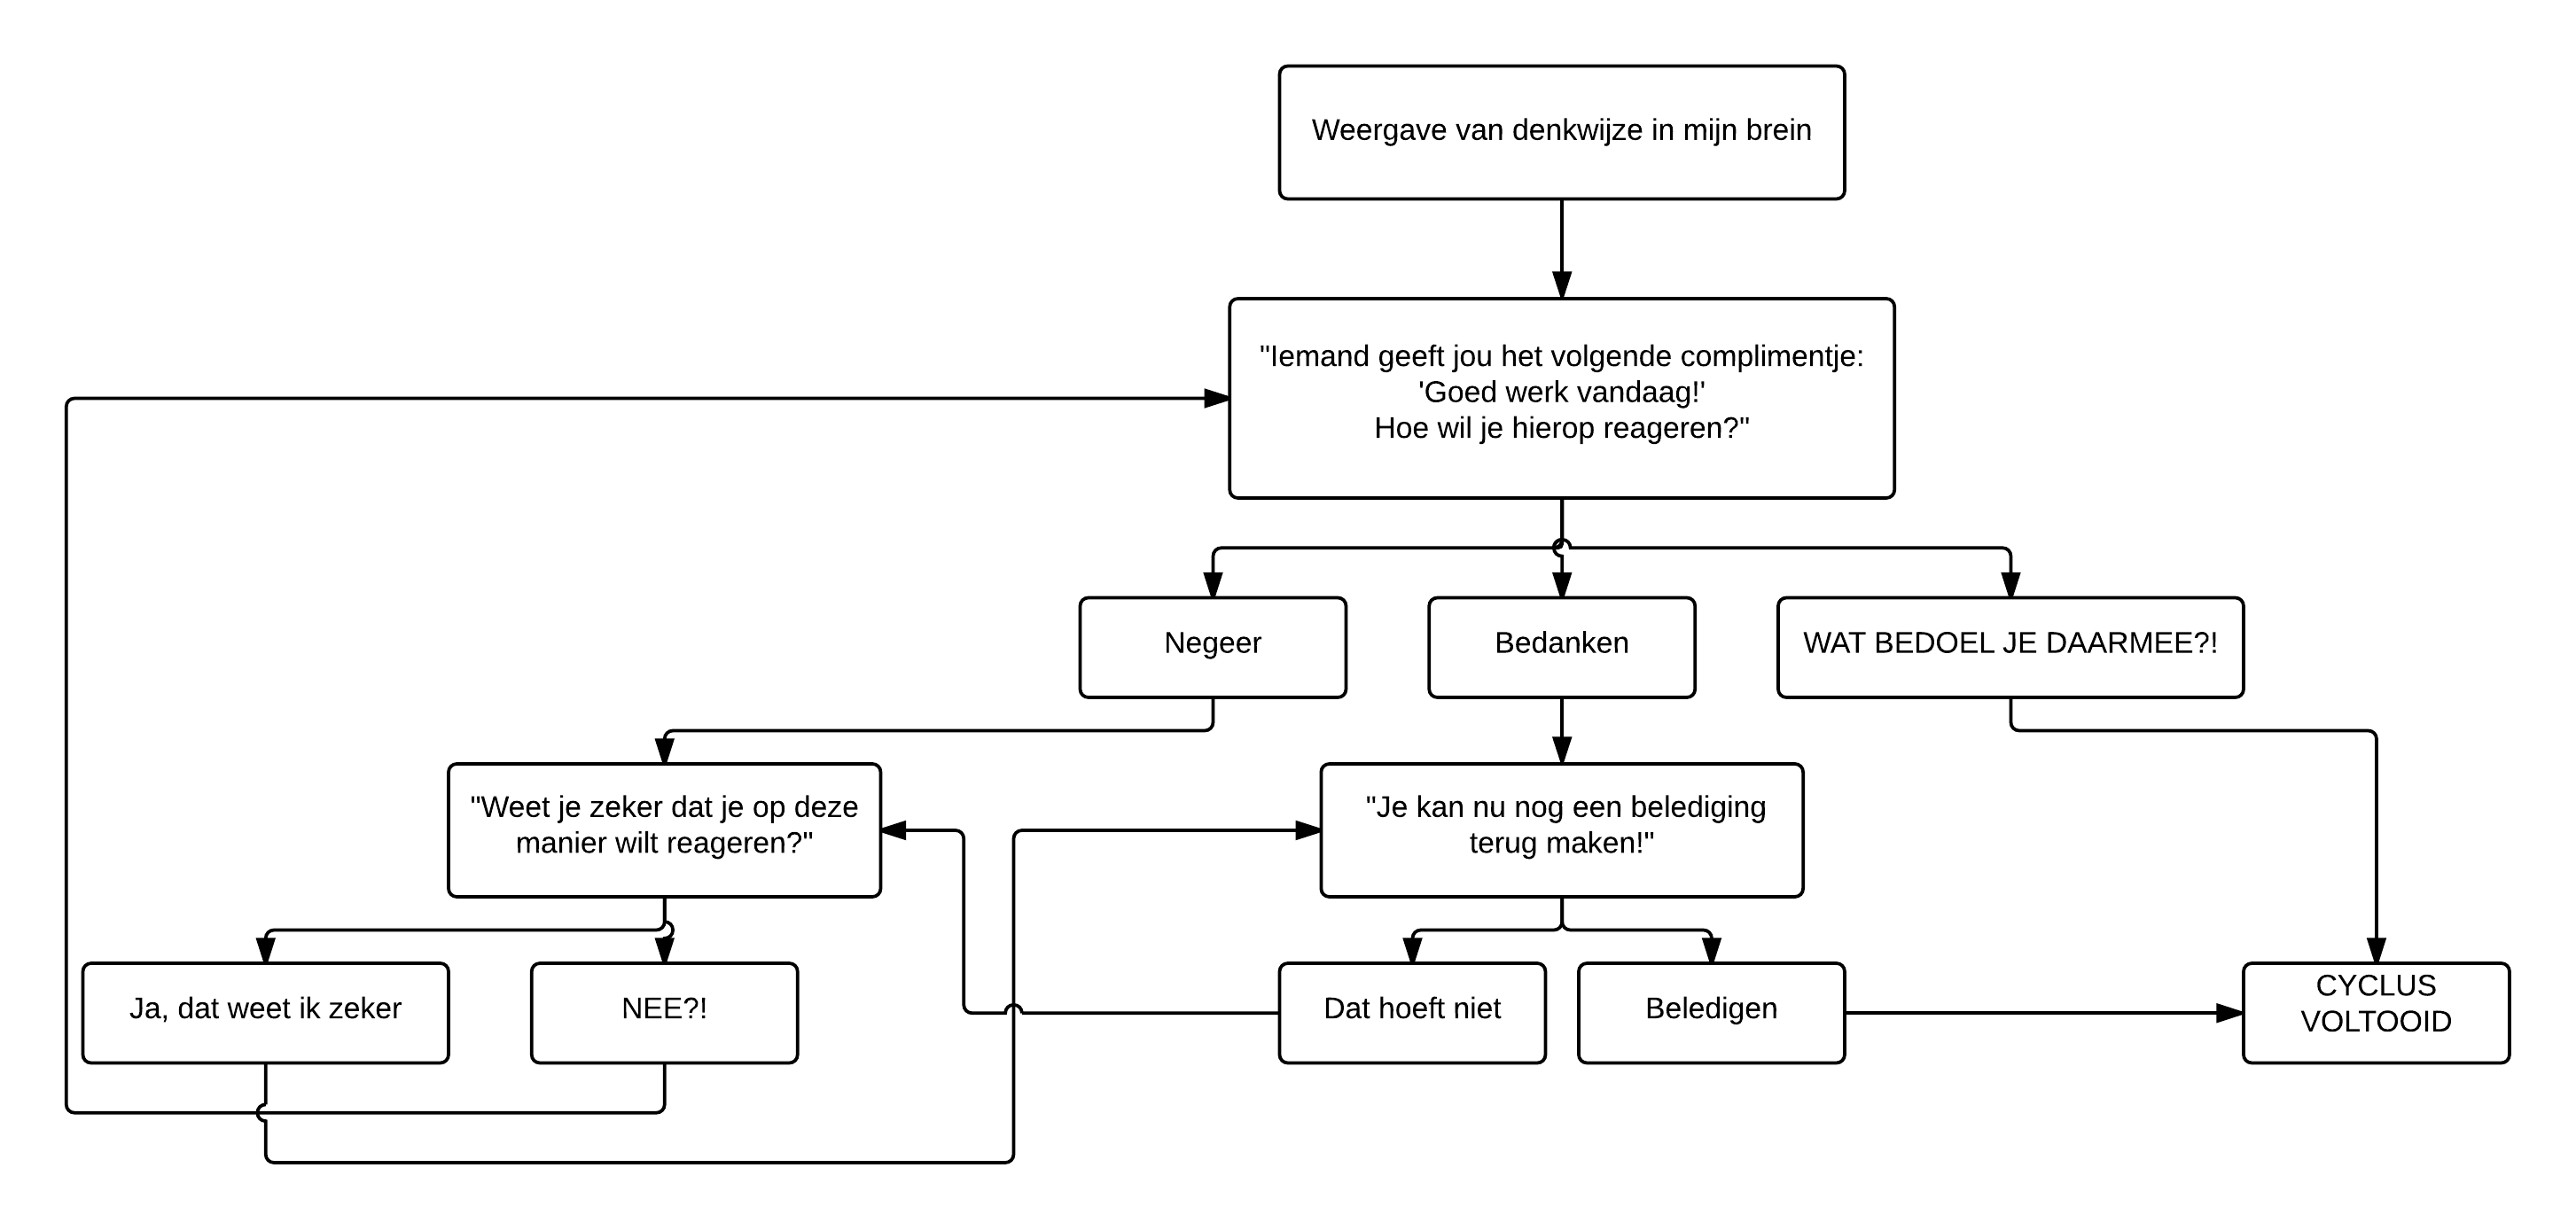 Weergave van denkwijze in mijn brein
"Iemand geeft jou het volgende complimentje:
'Goed werk vandaag!'
Hoe wil je hierop reageren?"
Negeer
Bedanken
WAT BEDOEL JE DAARMEE?!
"Weet je zeker dat je op deze
manier wilt reageren?"
"Je kan nu nog een belediging
terug maken!"
Ja, dat weet ik zeker
NEE?!
Dat hoeft niet
Beledigen
CYCLUS
VOLTOOID